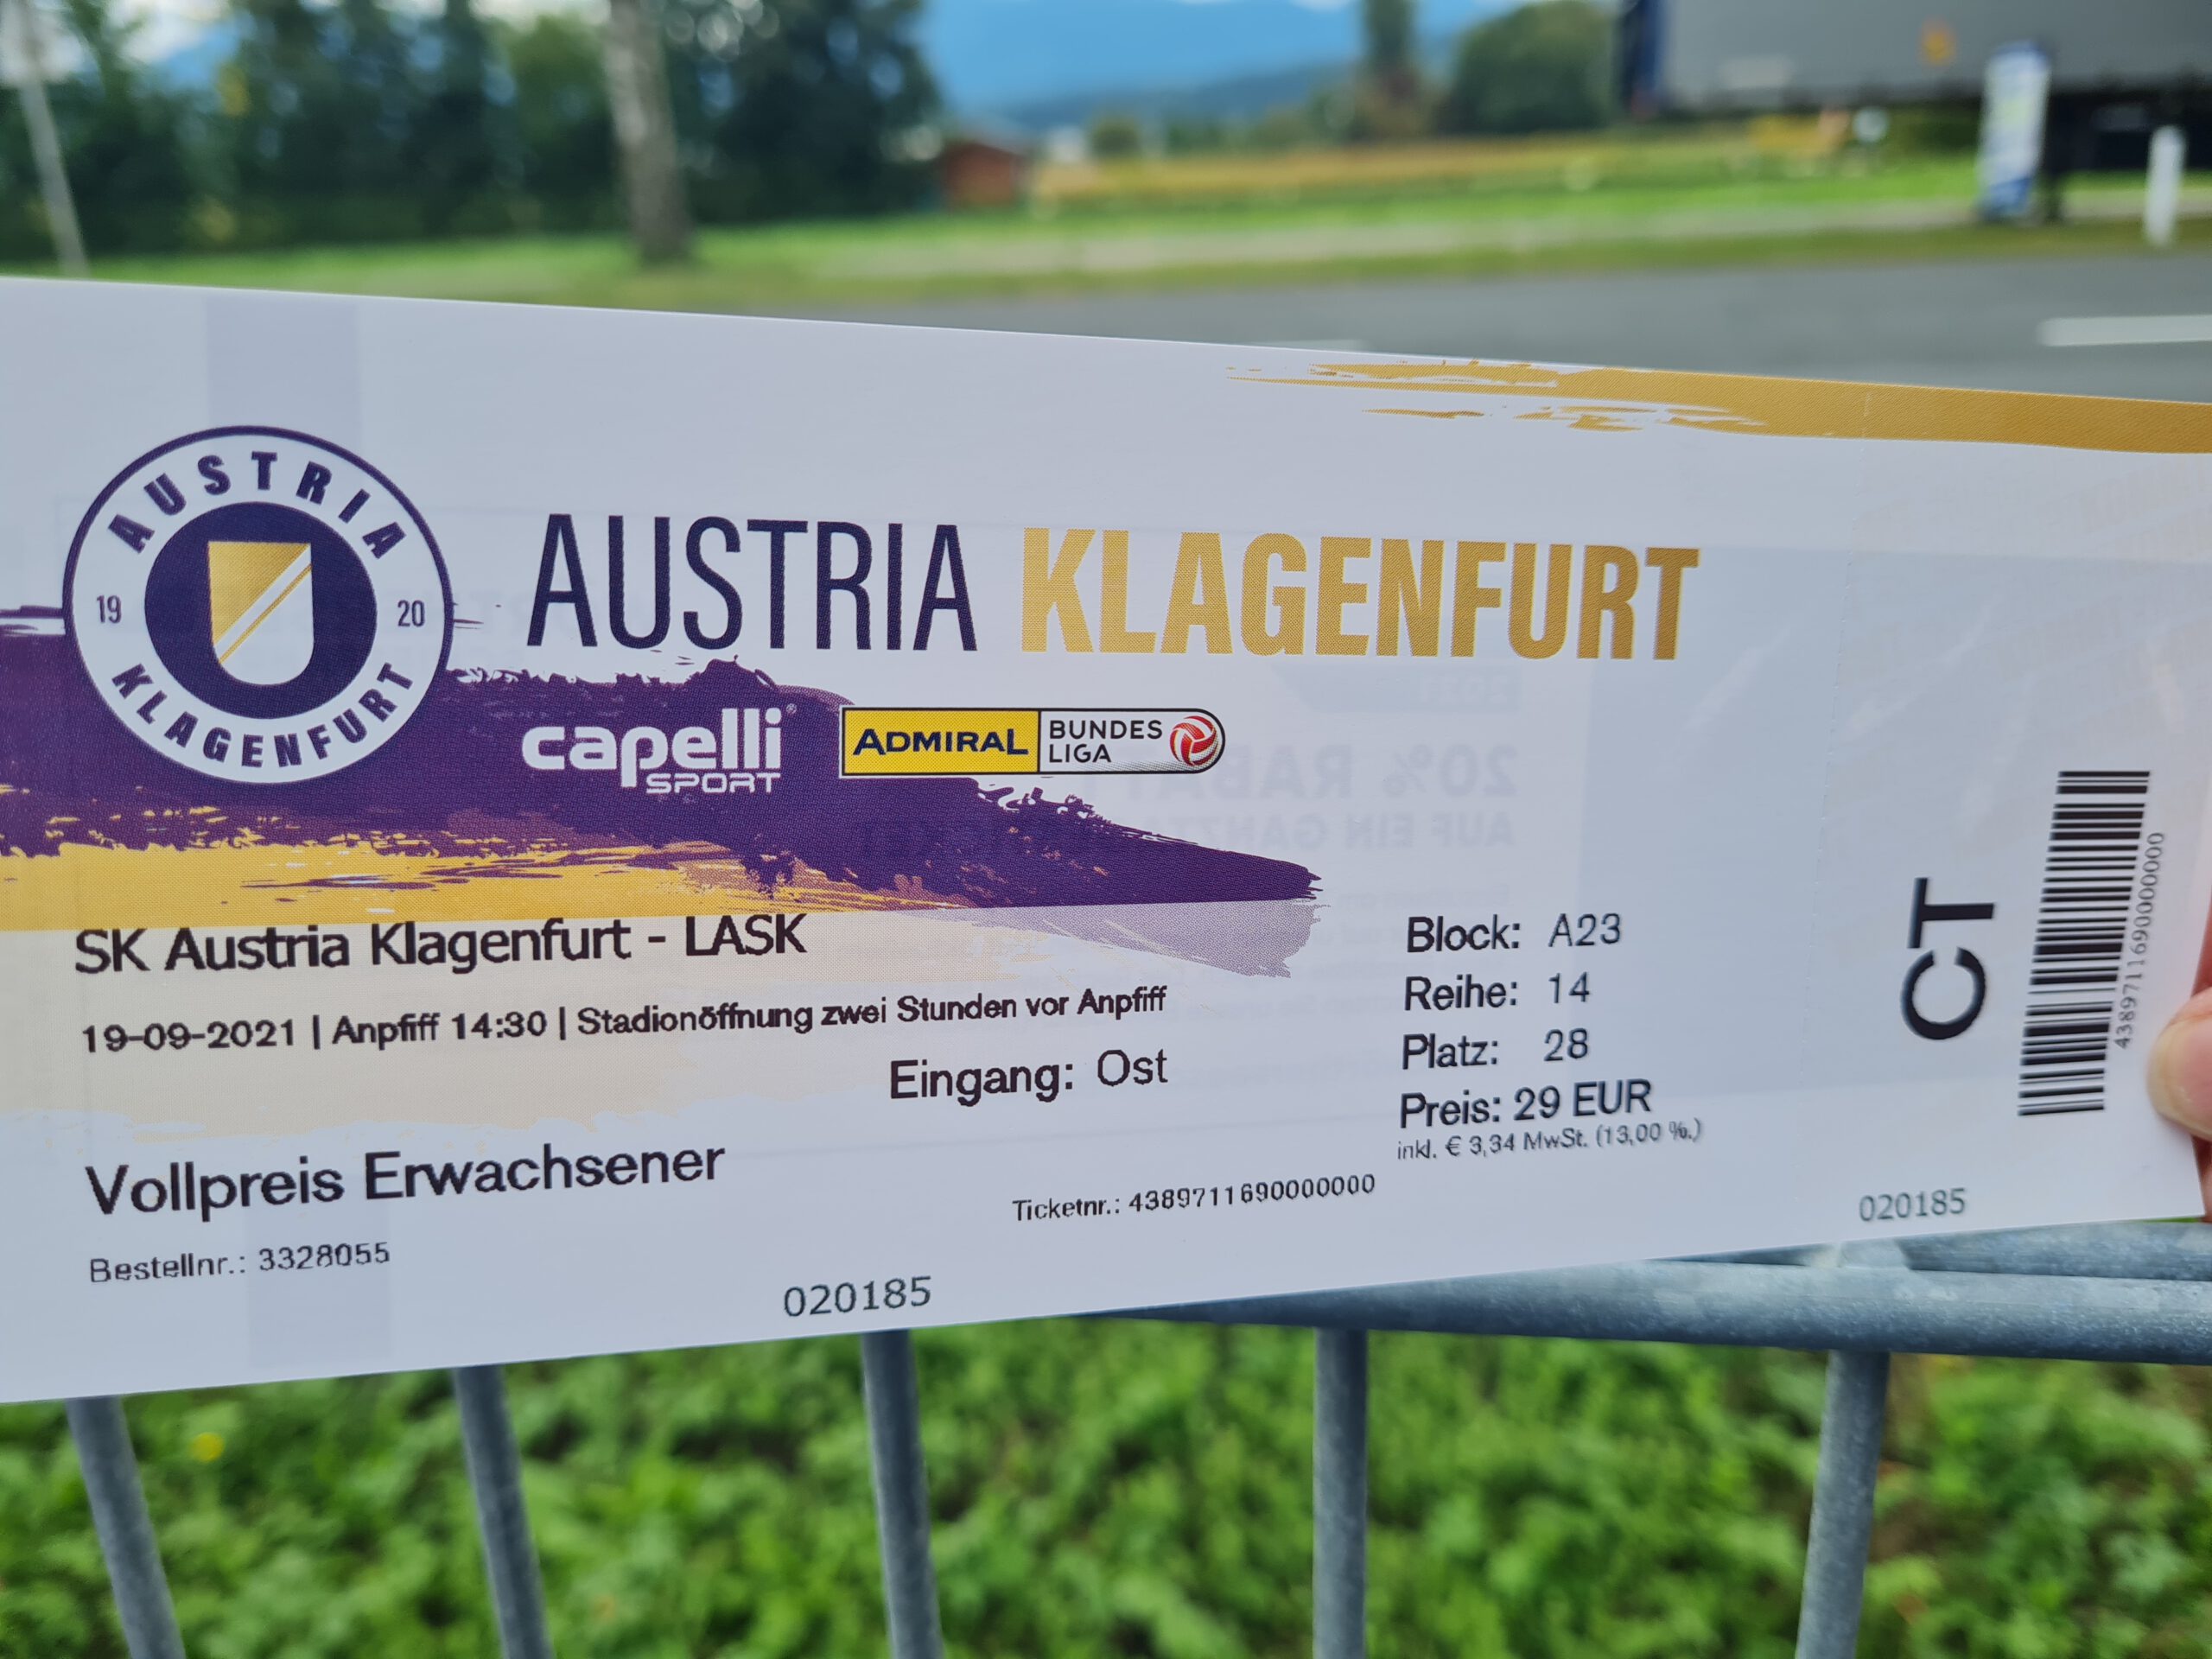 AUSTRIA
19 20
KLAGENFURT
AUSTRIA KLAGENFURT
capelli®
SPORT
ADMIRAL
BUNDES
LIGA
SK Austria Klagenfurt - LASK
19-09-2021 | Anpfiff 14:30 | Stadionöffnung zwei Stunden vor Anpfiff
Eingang: Ost
Vollpreis Erwachsener
Bestellnr.: 3328055
Ticketnr.: 4389711690000000
020185
Block: A23
Reihe: 14
Platz: 28
Preis: 29 EUR
inkl. € 3,34 MwSt. (13,00 %.)
CT
4389711690000000
020185